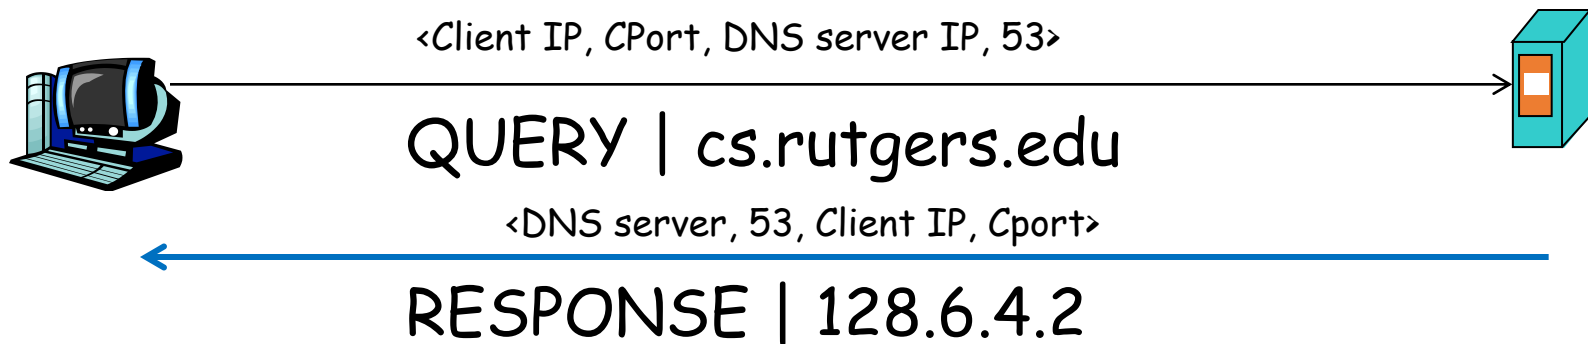 <Client IP, CPort, DNS server IP, 53>
QUERY | cs.rutgers.edu
<DNS server, 53, Client IP, Cport>
RESPONSE | 128.6.4.2